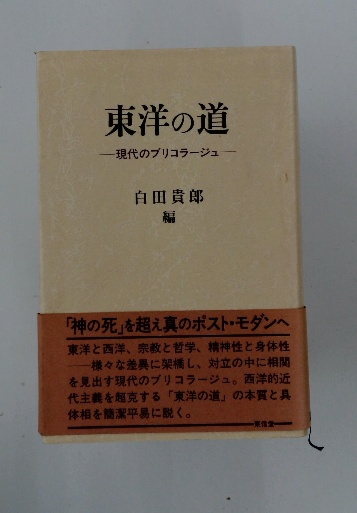 東洋の道
―現代のブリコラージュ―
白田貴郎
編
「神の死」を超え真のポスト・モダンへ
東洋と西洋、宗教と哲学、精神性と身体性
――様々な差異に架橋し、対立の中に相関
を見出す現代のブリコラージュ。西洋的近
代主義を超克する「東洋の道」の本質と具
体相を簡潔平易に説く。